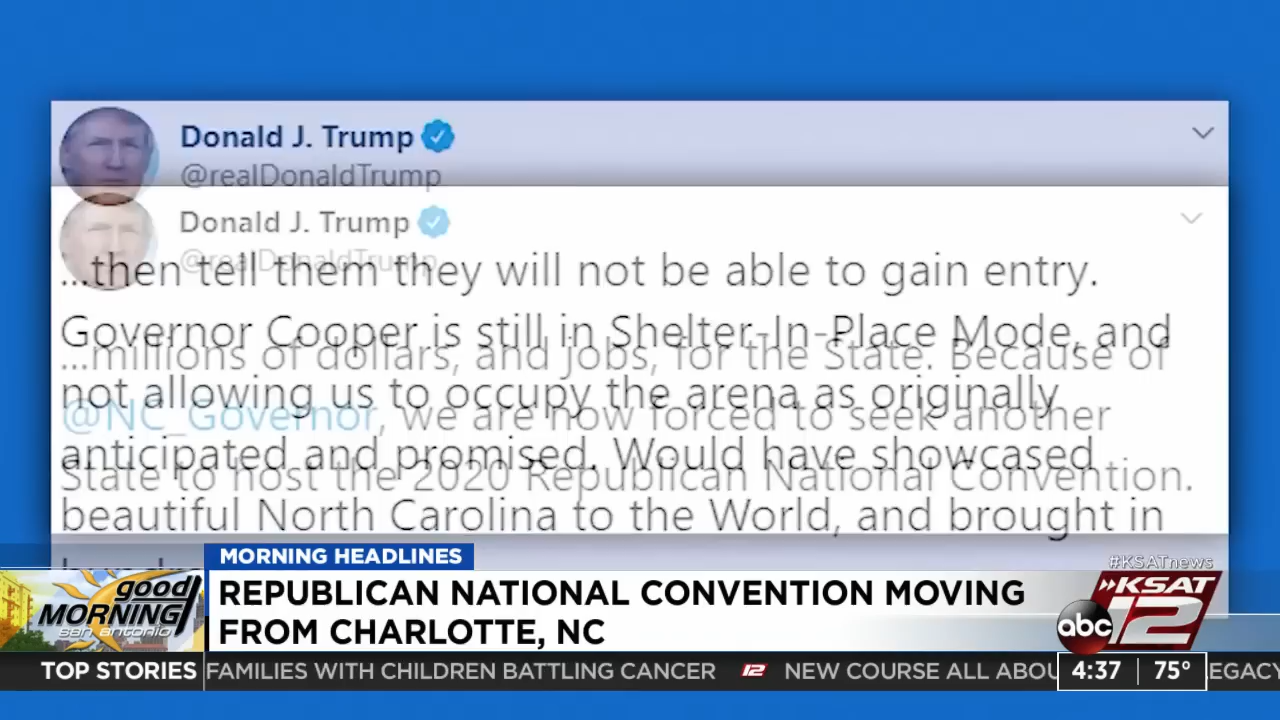 Donald J. Trump
@realDonaldTrump
Donald J. Trump
@realDonaldTrump
...then tell them they will not be able to gain entry.
Governor Cooper is still in Shelter-In-Place Mode, and
...millions of dollars, and jobs, for the State. Because of
not allowing us to occupy the arena as originally
@NC_Governor, we are now forced to seek another
anticipated and promised. Would have showcased
State to host the 2020 Republican National Convention.
beautiful North Carolina to the World, and brought in
MORNING HEADLINES
#KSATnews
REPUBLICAN NATIONAL CONVENTION MOVING
FROM CHARLOTTE, NC
good
MORNING!
san antonio
KSAT
abc 12
TOP STORIES
FAMILIES WITH CHILDREN BATTLING CANCER 12 NEW COURSE ALL ABOU
4:37 75°
EGACY